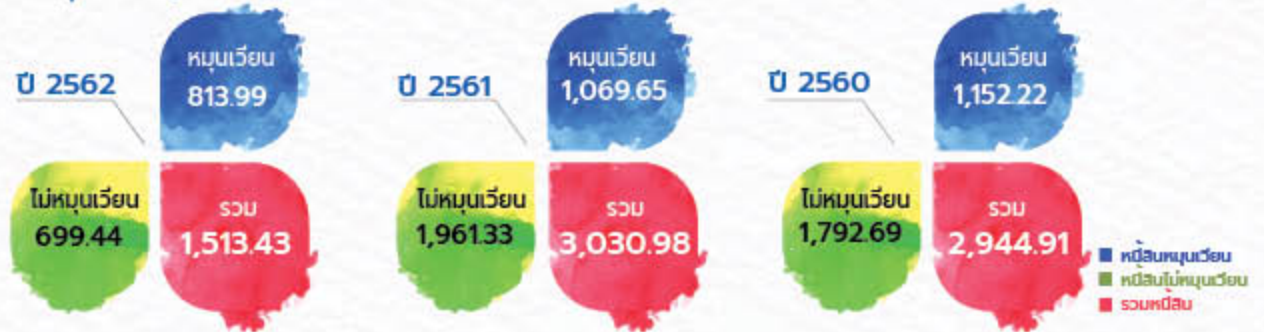 ปี 2562
หมุนเวียน
813.99
ไม่หมุนเวียน
699.44
รวม
1,513.43
ปี 2561
หมุนเวียน
1,069.65
ไม่หมุนเวียน
1,961.33
รวม
3,030.98
ปี 2560
หมุนเวียน
1,152.22
ไม่หมุนเวียน
1,792.69
รวม
2,944.91
หนี้สินหมุนเวียน
หนี้สินไม่หมุนเวียน
รวมหนี้สิน